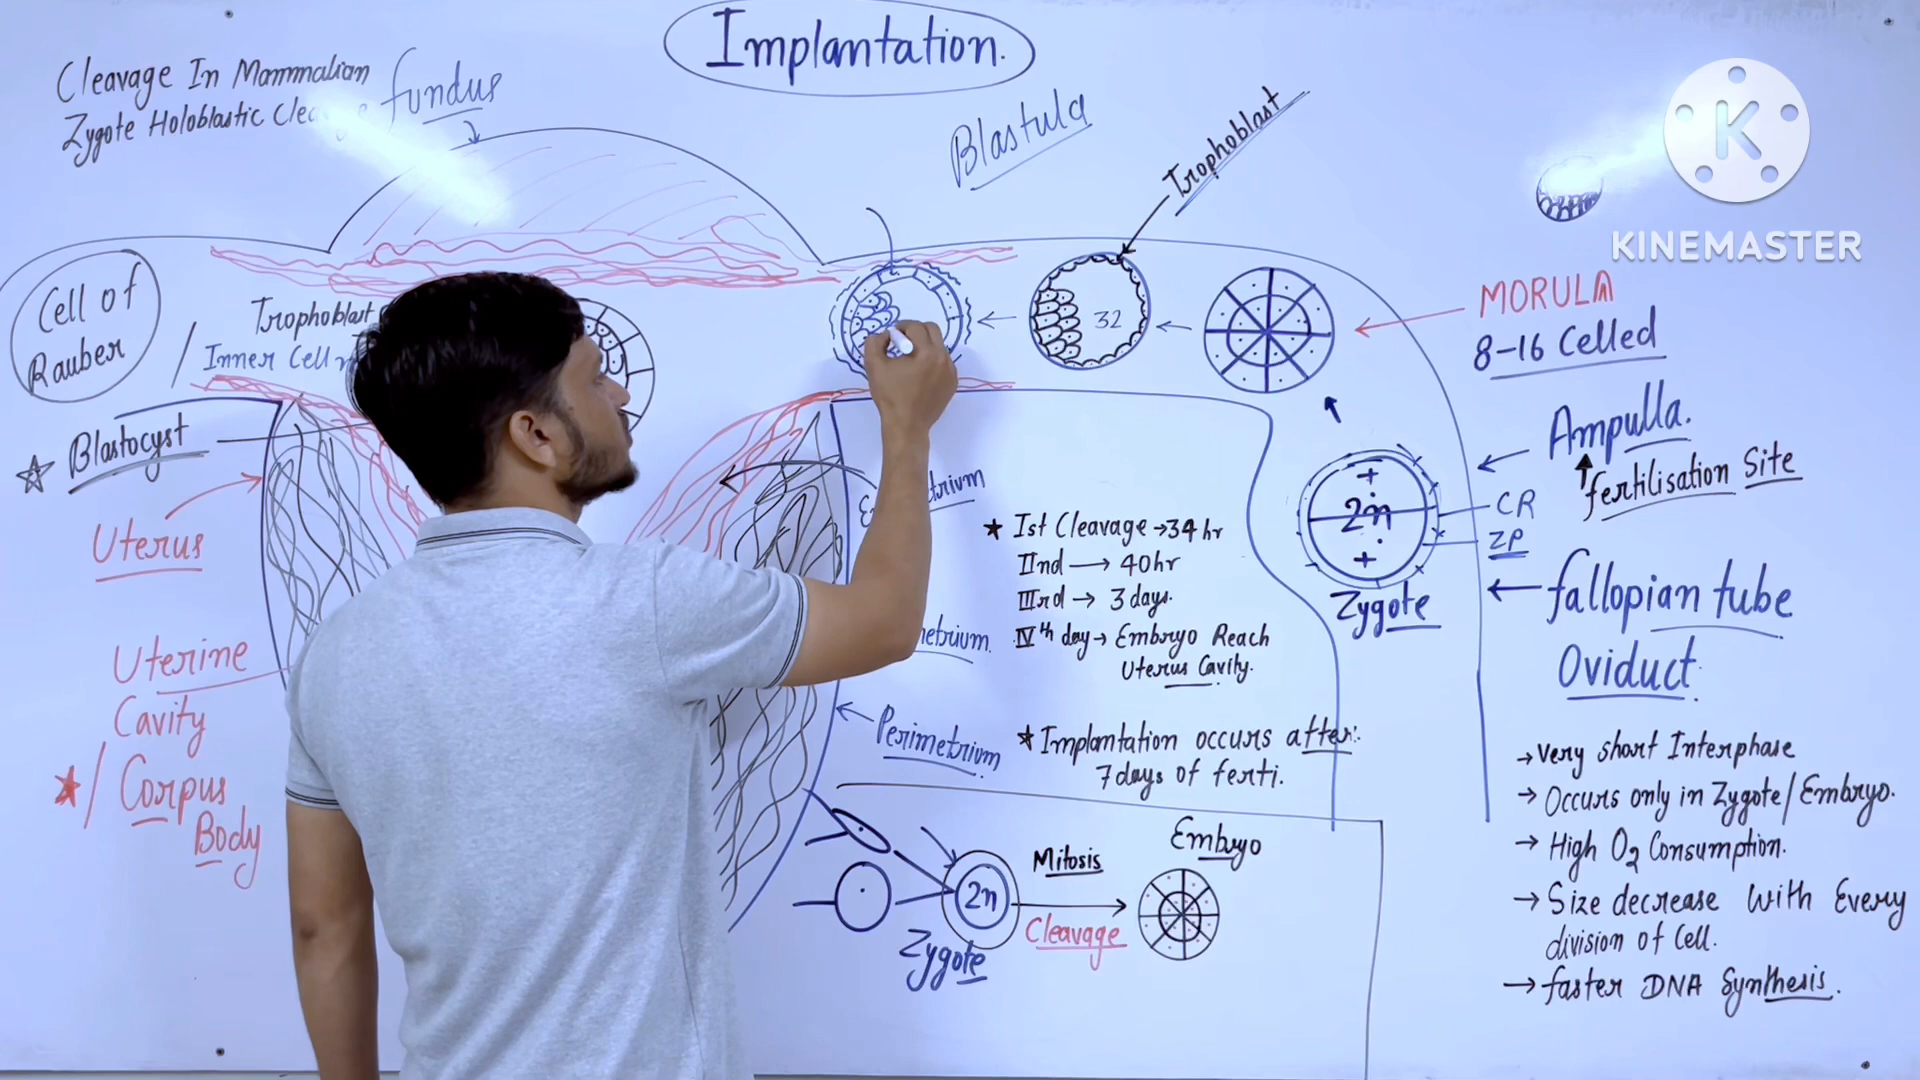 Implantation.
Cleavage In Mammalian
Zygote Holoblastic
fundus
Blastula
Trophoblast
KINEMASTER
Cell of
Rauber
Trophoblast
Inner Cell
32
MORULA
8-16 Celled
Blastocyst
Ampulla.
fertilisation Site
Uterus
2n
CR
ZP
Zygote
fallopian tube
Oviduct
Ist Cleavage → 34 hr
IInd → 40hr
IIIrd → 3 days.
IVth day → Embryo Reach
Uterus Cavity.
Uterine
Cavity
Corpus
Body
Perimetrium
Implantation occurs after:
7 days of ferti.
→ Very short Interphase
→ Occurs only in Zygote/Embryo.
→ High O2 Consumption.
→ Size decrease With Every
division of Cell.
→ faster DNA Synthesis.
2n
Zygote
Mitosis
Cleavage
Embryo